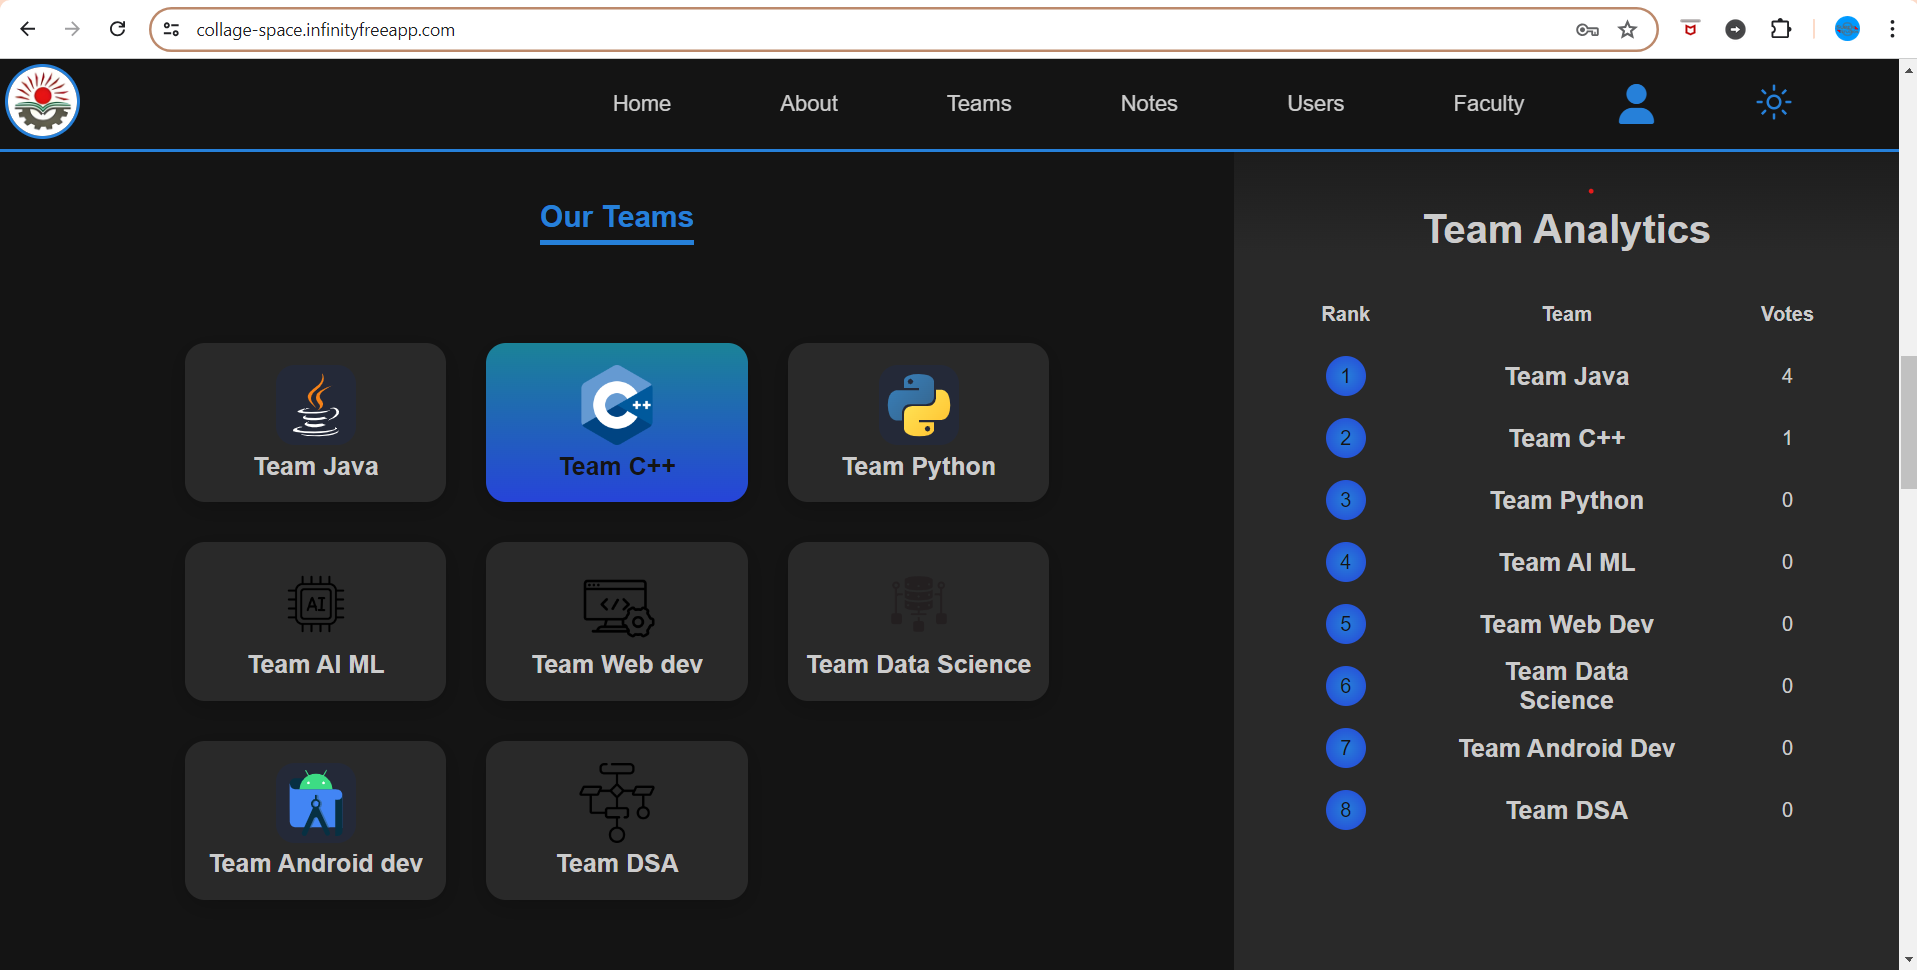 collage-space.infinityfreeapp.com
Home About Teams Notes Users Faculty
Our Teams
Team Java
C++
Team C++
Team Python
AI
Team AI ML
</>
Team Web dev
Team Data Science
Team Android dev
Team DSA
Team Analytics
Rank Team Votes
1 Team Java 4
2 Team C++ 1
3 Team Python 0
4 Team AI ML 0
5 Team Web Dev 0
6 Team Data
Science 0
7 Team Android Dev 0
8 Team DSA 0